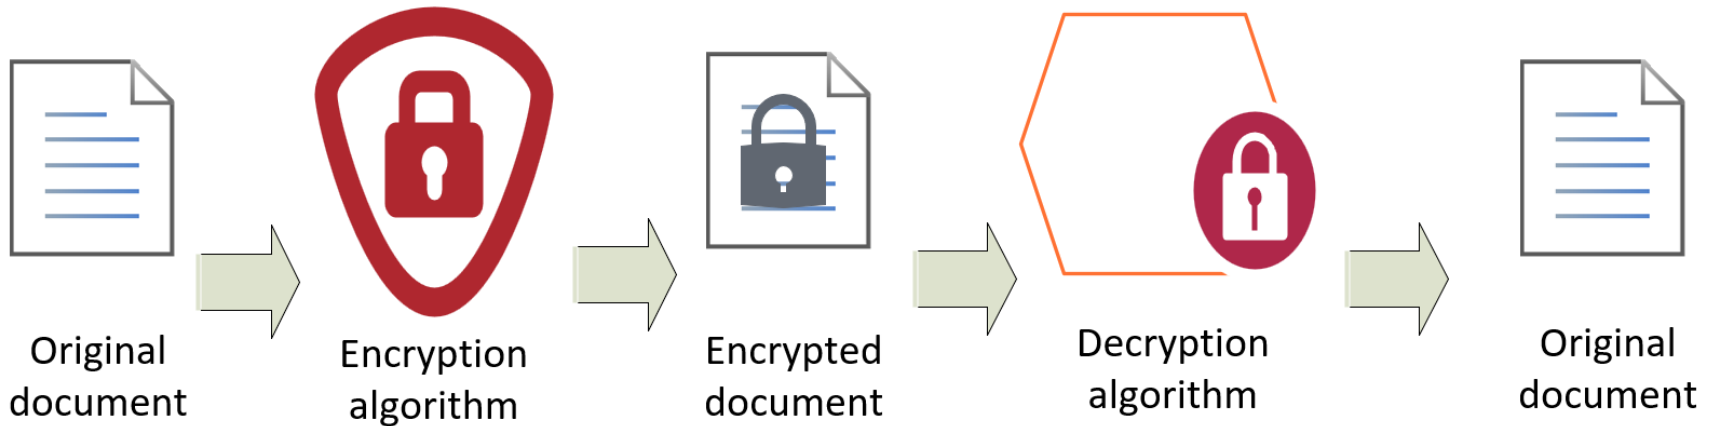 Original
document
Encryption
algorithm
Encrypted
document
Decryption
algorithm
Original
document